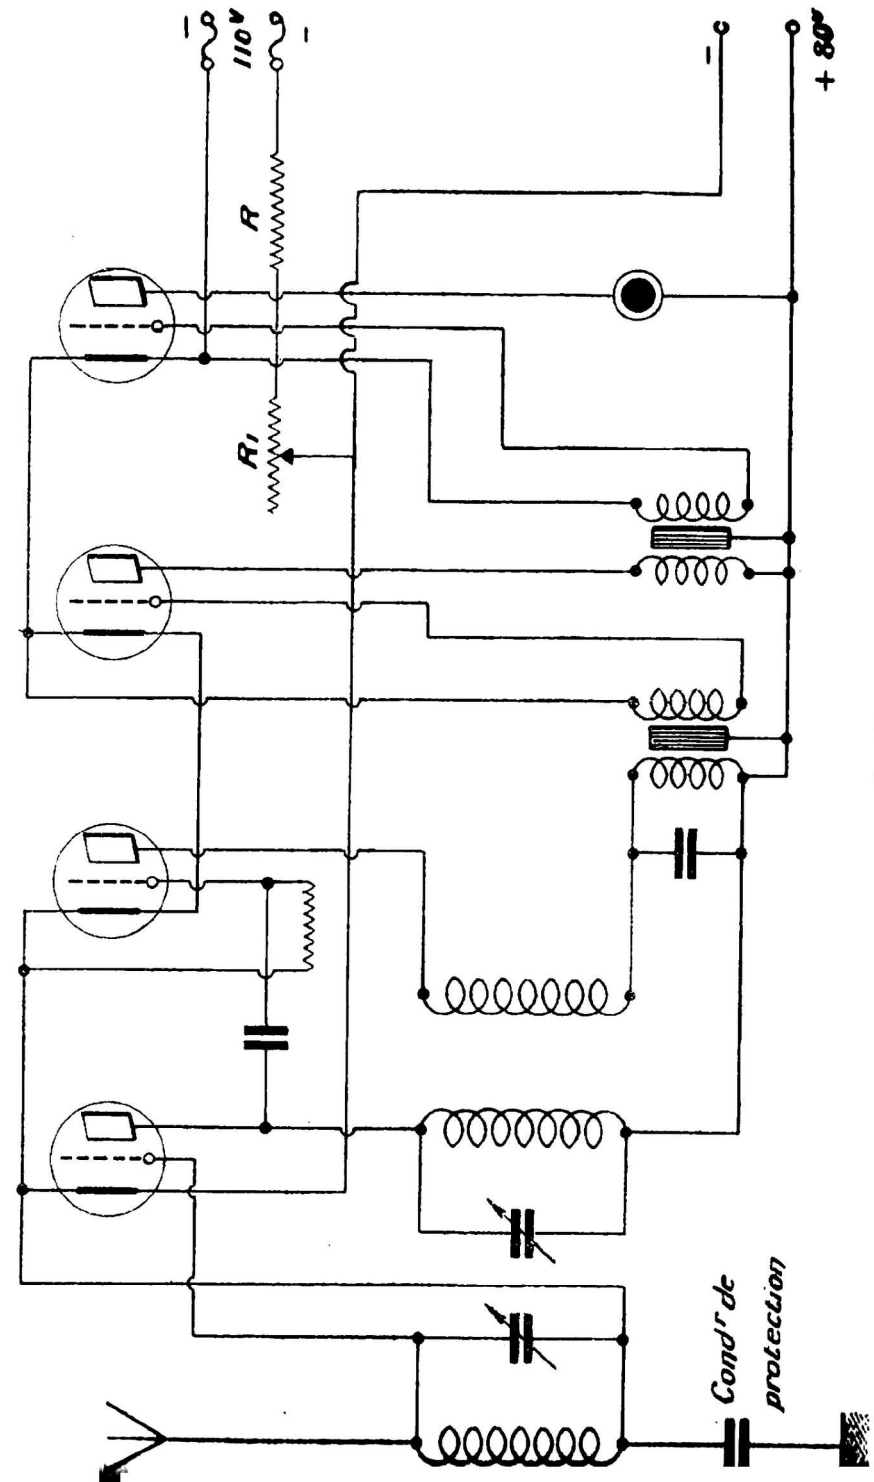 110ᵛ
R
R₁
+ 80ᵛ
Condʳ de
protection